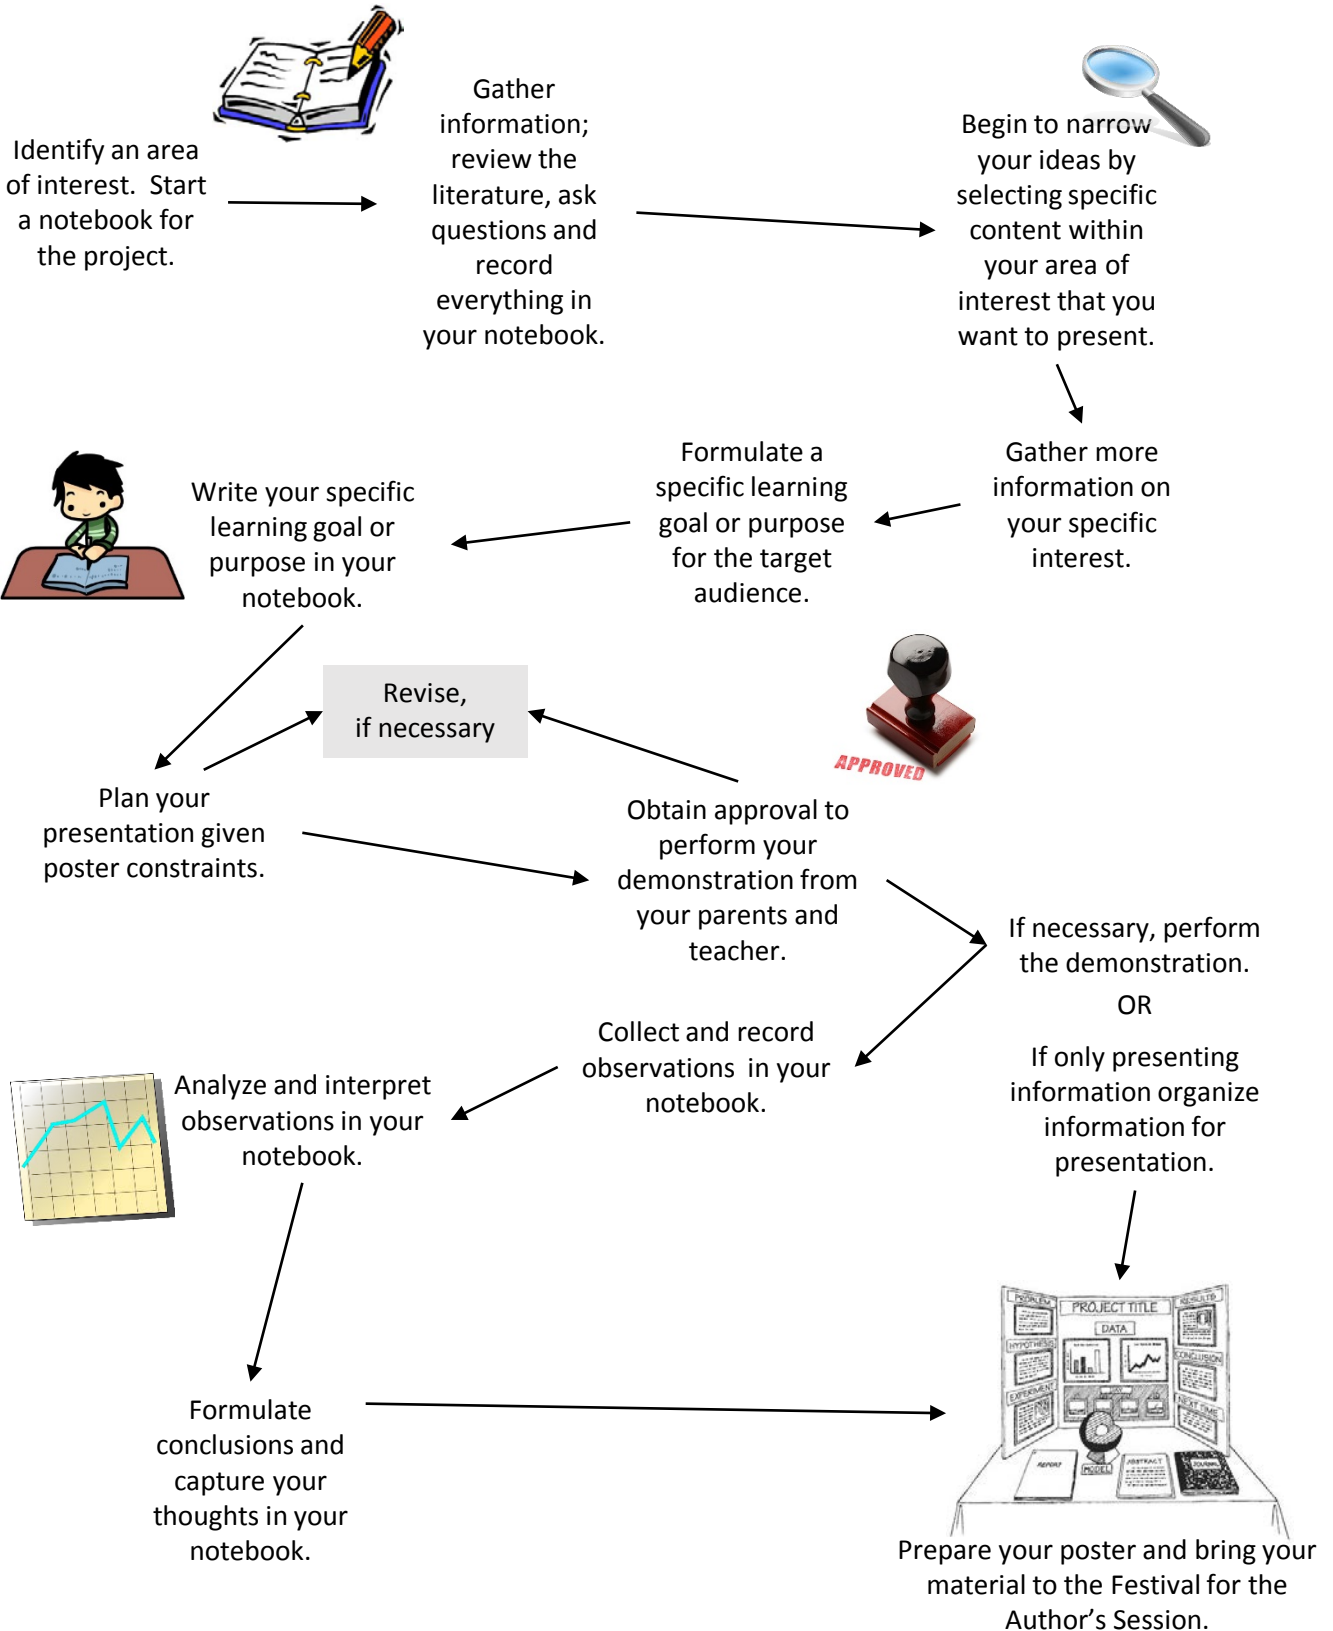 Identify an area
of interest.  Start
a notebook for
the project.
Gather
information;
review the
literature, ask
questions and
record
everything in
your notebook.
Begin to narrow
your ideas by
selecting specific
content within
your area of
interest that you
want to present.
Gather more
information on
your specific
interest.
Formulate a
specific learning
goal or purpose
for the target
audience.
Write your specific
learning goal or
purpose in your
notebook.
Revise,
if necessary
APPROVED
Plan your
presentation given
poster constraints.
Obtain approval to
perform your
demonstration from
your parents and
teacher.
If necessary, perform
the demonstration.
OR
If only presenting
information organize
information for
presentation.
Collect and record
observations  in your
notebook.
Analyze and interpret
observations in your
notebook.
Formulate
conclusions and
capture your
thoughts in your
notebook.
PROBLEM
PROJECT TITLE
RESULTS
DATA
HYPOTHESIS
CONCLUSION
EXPERIMENT
NEXT TIME
REPORT
MODEL
ABSTRACT
JOURNAL
Prepare your poster and bring your
material to the Festival for the
Author's Session.